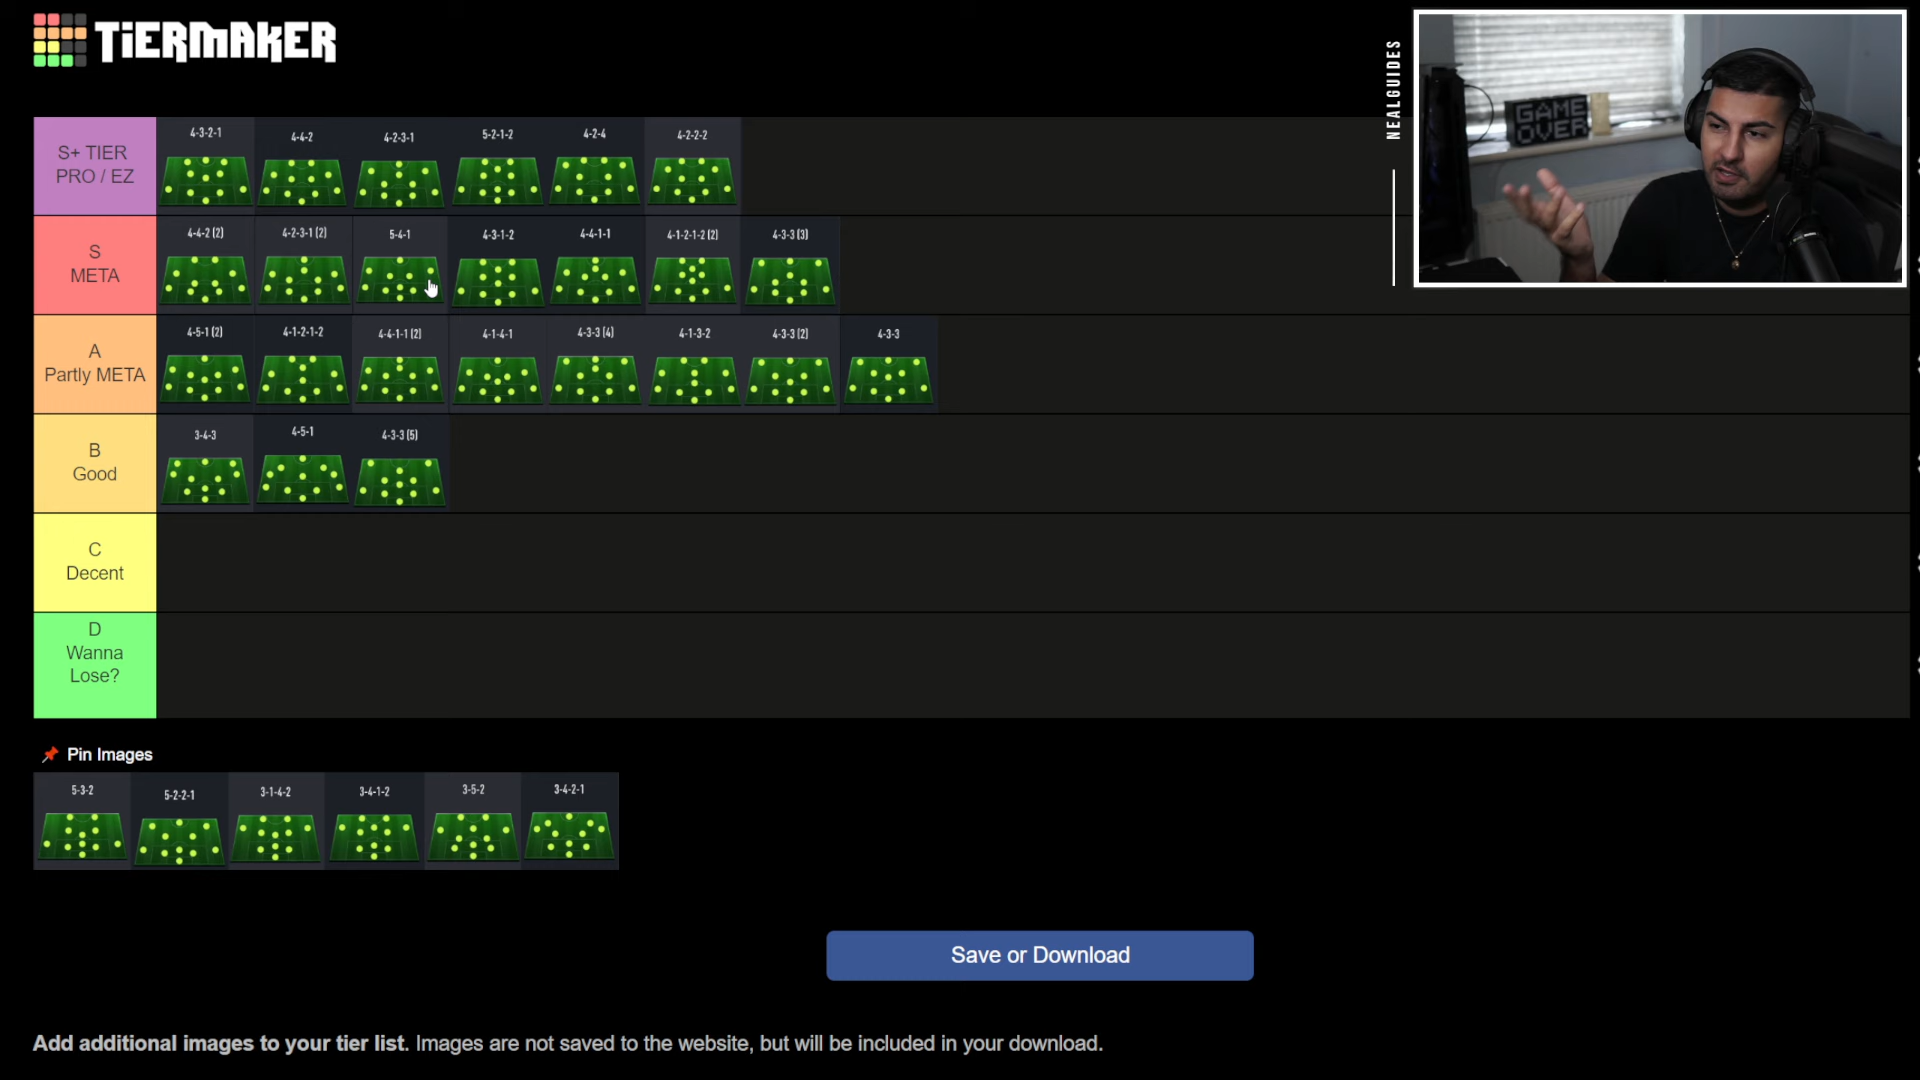 TiERMAKER
NEALGUIDES
GAME
OVER
S+ TIER
PRO / EZ
4-3-2-1
4-4-2
4-2-3-1
5-2-1-2
4-2-4
4-2-2-2
S
META
4-4-2 (2)
4-2-3-1 (2)
5-4-1
4-3-1-2
4-4-1-1
4-1-2-1-2 (2)
4-3-3 (3)
A
Partly META
4-5-1 (2)
4-1-2-1-2
4-4-1-1 (2)
4-1-4-1
4-3-3 (4)
4-1-3-2
4-3-3 (2)
4-3-3
B
Good
3-4-3
4-5-1
4-3-3 (5)
C
Decent
D
Wanna
Lose?
Pin Images
5-3-2
5-2-2-1
3-1-4-2
3-4-1-2
3-5-2
3-4-2-1
Save or Download
Add additional images to your tier list. Images are not saved to the website, but will be included in your download.